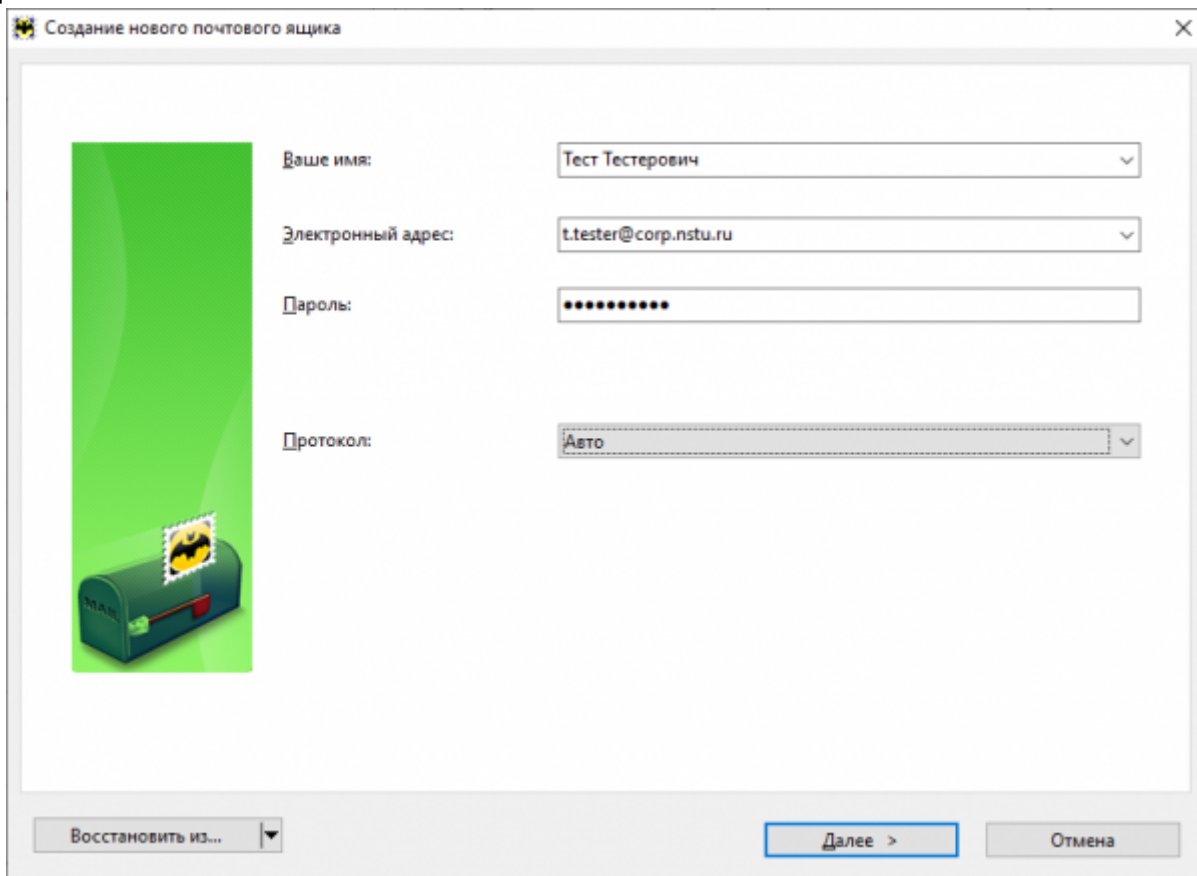 Создание нового почтового ящика
Ваше имя: Тест Тестерович
Электронный адрес: t.tester@corp.nstu.ru
Пароль: ••••••••••
Протокол: Авто
MAIL
Восстановить из... Далее > Отмена